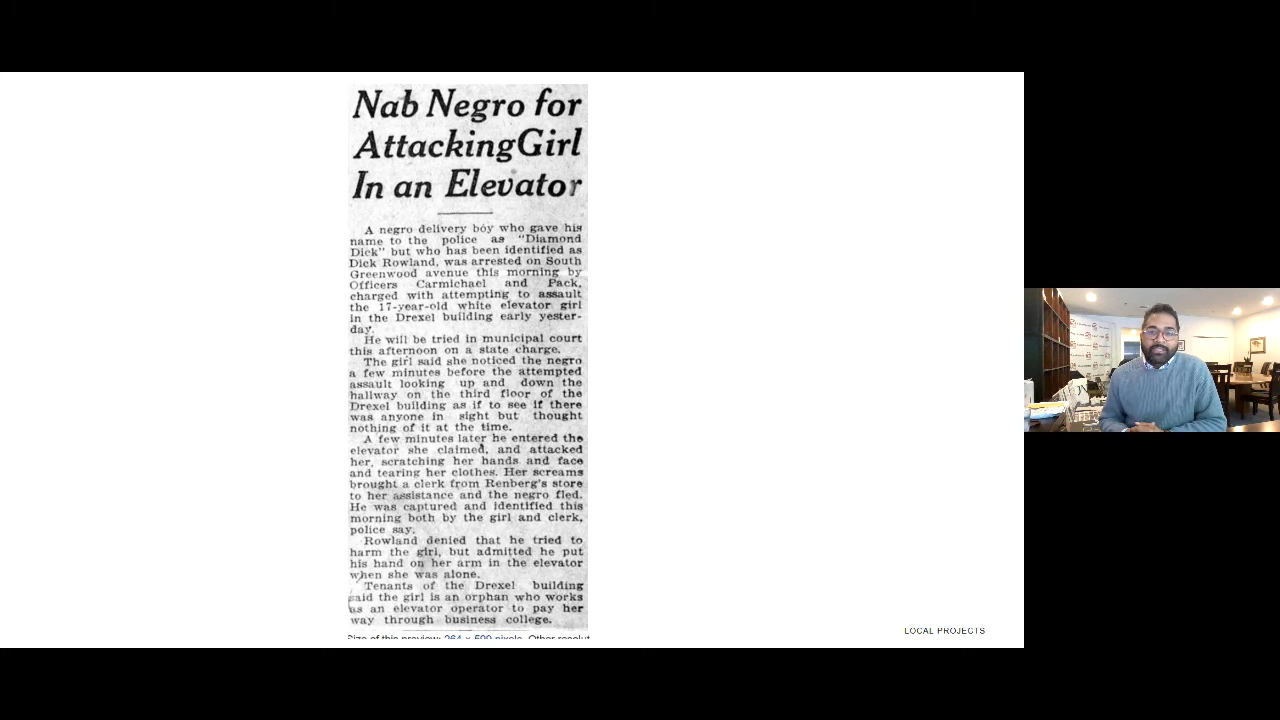 Nab Negro for
Attacking Girl
In an Elevator
A negro delivery boy who gave his
name to the police as "Diamond
Dick" but who has been identified as
Dick Rowland, was arrested on South
Greenwood avenue this morning by
Officers Carmichael and Pack,
charged with attempting to assault
the 17-year-old white elevator girl
in the Drexel building early yester-
day.
He will be tried in municipal court
this afternoon on a state charge.
The girl said she noticed the negro
a few minutes before the attempted
assault looking up and down the
hallway on the third floor of the
Drexel building as if to see if there
was anyone in sight but thought
nothing of it at the time.
A few minutes later he entered the
elevator she claimed, and attacked
her, scratching her hands and face
and tearing her clothes. Her screams
brought a clerk from Renberg's store
to her assistance and the negro fled.
He was captured and identified this
morning both by the girl and clerk,
police say.
Rowland denied that he tried to
harm the girl, but admitted he put
his hand on her arm in the elevator
when she was alone.
Tenants of the Drexel building
said the girl is an orphan who works
as an elevator operator to pay her
way through business college.
Size of this preview: 264 × 599 pixels. Other resolut
LOCAL PROJECTS